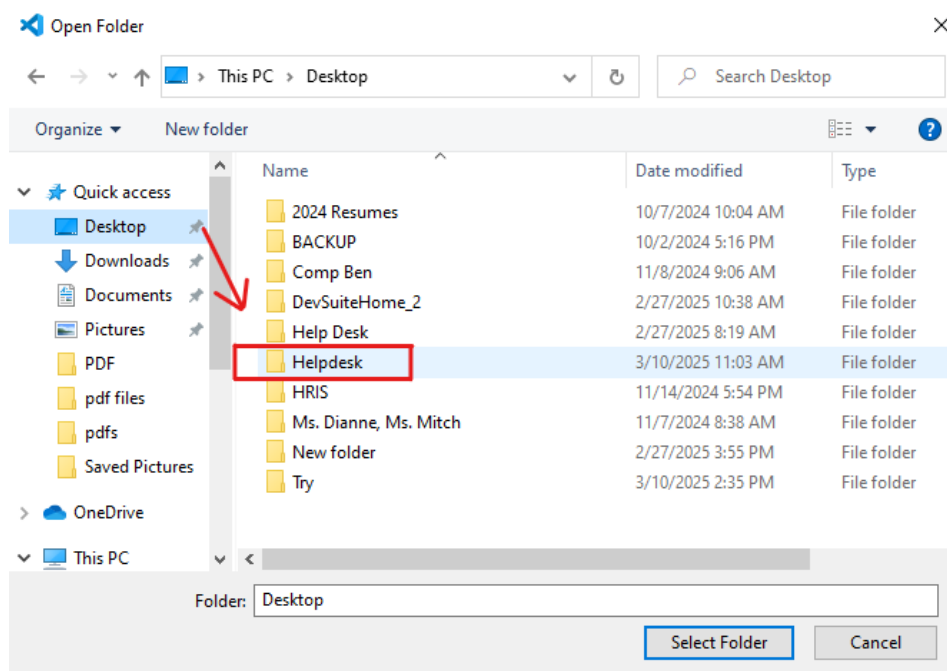 Open Folder
This PC > Desktop
Search Desktop
Organize
New folder
?
Name
Date modified
Type
Quick access
Desktop
Downloads
Documents
Pictures
PDF
pdf files
pdfs
Saved Pictures
OneDrive
This PC
2024 Resumes 10/7/2024 10:04 AM File folder
BACKUP 10/2/2024 5:16 PM File folder
Comp Ben 11/8/2024 9:06 AM File folder
DevSuiteHome_2 2/27/2025 10:38 AM File folder
Help Desk 2/27/2025 8:19 AM File folder
Helpdesk 3/10/2025 11:03 AM File folder
HRIS 11/14/2024 5:54 PM File folder
Ms. Dianne, Ms. Mitch 11/7/2024 8:38 AM File folder
New folder 2/27/2025 3:55 PM File folder
Try 3/10/2025 2:35 PM File folder
Folder: Desktop
Select Folder
Cancel